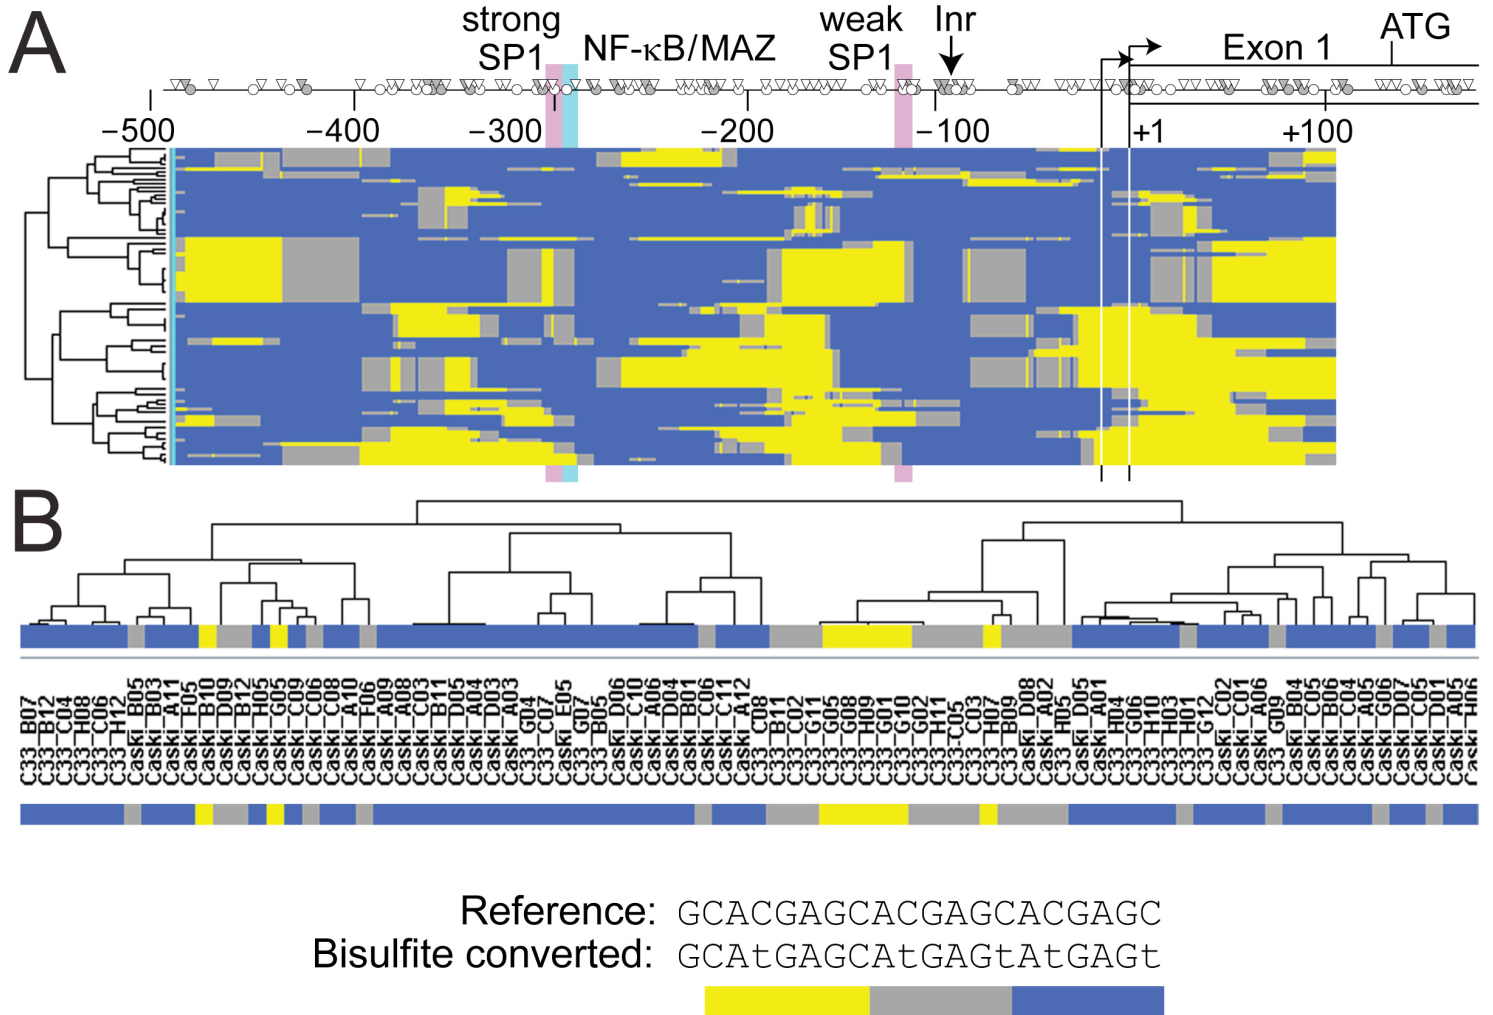 A
strong
SP1
NF-κB/MAZ
weak
SP1
Inr
Exon 1
ATG
−500
−400
−300
−200
−100
+1
+100
B
C33_B07
C33_B12
C33_C04
C33_H08
C33_C06
C33_H12
Caski_B05
Caski_B03
Caski_A11
Caski_F05
Caski_B10
Caski_D09
Caski_B12
Caski_H05
Caski_G05
Caski_C09
Caski_C06
Caski_C08
Caski_A10
Caski_F06
Caski_A09
Caski_A08
Caski_C03
Caski_B11
Caski_D05
Caski_A04
Caski_D03
Caski_A03
C33_G04
C33_C07
Caski_E05
C33_G07
C33_B05
Caski_D06
Caski_C10
Caski_A06
Caski_D04
Caski_B01
Caski_C06
Caski_C11
Caski_A12
C33_C08
C33_B11
C33_C02
C33_G11
C33_G05
C33_G08
C33_H09
C33_G01
C33_G10
C33_G02
C33_H11
C33-C05
C33_C03
C33_H07
C33_B09
Caski_D08
Caski_A02
C33_H05
Caski_D05
Caski_A01
C33_H04
C33_G06
C33_H10
C33_H03
C33_H01
C33_G12
Caski_C02
Caski_C01
Caski_A06
C33_G09
Caski_B04
Caski_B06
Caski_C04
Caski_A05
Caski_G06
Caski_D07
Caski_C05
Caski_D01
Caski_A05
Caski_H06
Reference: GCACGAGCACGAGCACGAGC
Bisulfite converted: GCAtGAGCAtGAGtAtGAGt